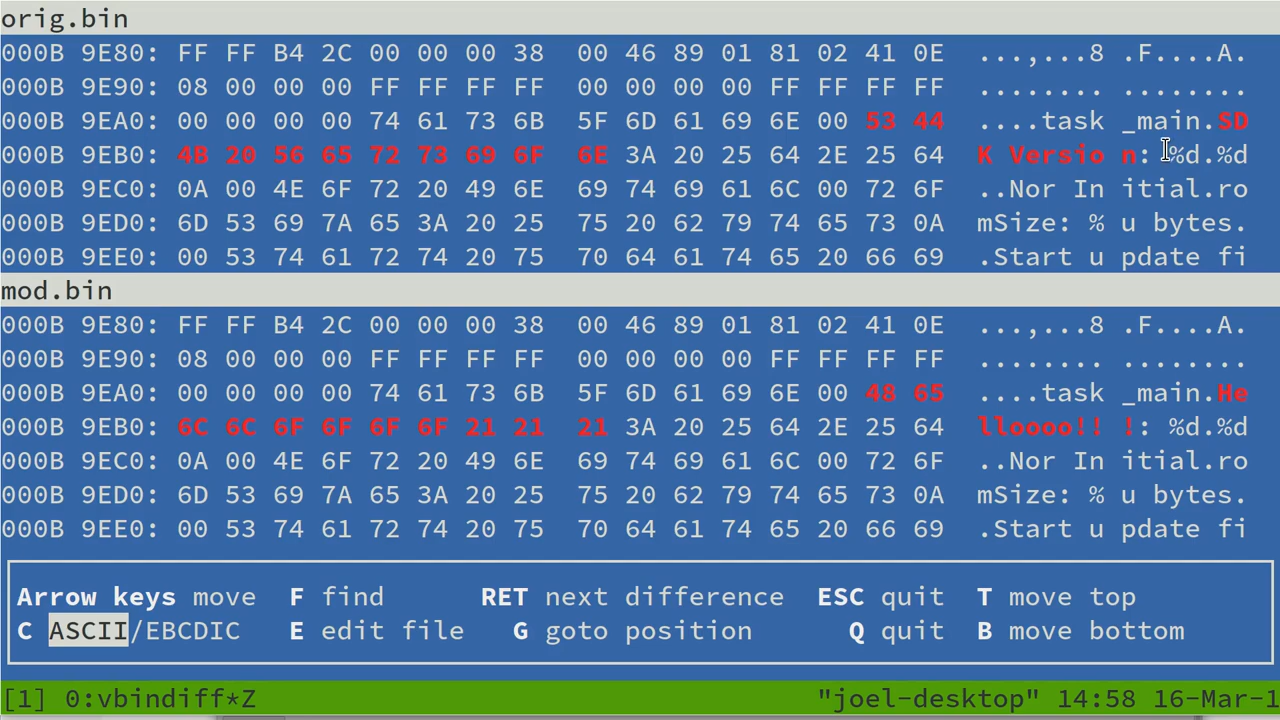 orig.bin
000B 9E80: FF FF B4 2C 00 00 00 38 00 46 89 01 81 02 41 0E ...,...8 .F....A.
000B 9E90: 08 00 00 00 FF FF FF FF 00 00 00 00 FF FF FF FF ........ ........
000B 9EA0: 00 00 00 00 74 61 73 6B 5F 6D 61 69 6E 00 53 44 ....task _main.SD
000B 9EB0: 4B 20 56 65 72 73 69 6F 6E 3A 20 25 64 2E 25 64 K Versio n: %d.%d
000B 9EC0: 0A 00 4E 6F 72 20 49 6E 69 74 69 61 6C 00 72 6F ..Nor In itial.ro
000B 9ED0: 6D 53 69 7A 65 3A 20 25 75 20 62 79 74 65 73 0A mSize: % u bytes.
000B 9EE0: 00 53 74 61 72 74 20 75 70 64 61 74 65 20 66 69 .Start u pdate fi
mod.bin
000B 9E80: FF FF B4 2C 00 00 00 38 00 46 89 01 81 02 41 0E ...,...8 .F....A.
000B 9E90: 08 00 00 00 FF FF FF FF 00 00 00 00 FF FF FF FF ........ ........
000B 9EA0: 00 00 00 00 74 61 73 6B 5F 6D 61 69 6E 00 48 65 ....task _main.He
000B 9EB0: 6C 6C 6F 6F 6F 6F 21 21 21 3A 20 25 64 2E 25 64 lloooo!! !: %d.%d
000B 9EC0: 0A 00 4E 6F 72 20 49 6E 69 74 69 61 6C 00 72 6F ..Nor In itial.ro
000B 9ED0: 6D 53 69 7A 65 3A 20 25 75 20 62 79 74 65 73 0A mSize: % u bytes.
000B 9EE0: 00 53 74 61 72 74 20 75 70 64 61 74 65 20 66 69 .Start u pdate fi
Arrow keys move F find RET next difference ESC quit T move top
C ASCII/EBCDIC E edit file G goto position Q quit B move bottom
[1] 0:vbindiff*Z "joel-desktop" 14:58 16-Mar-1